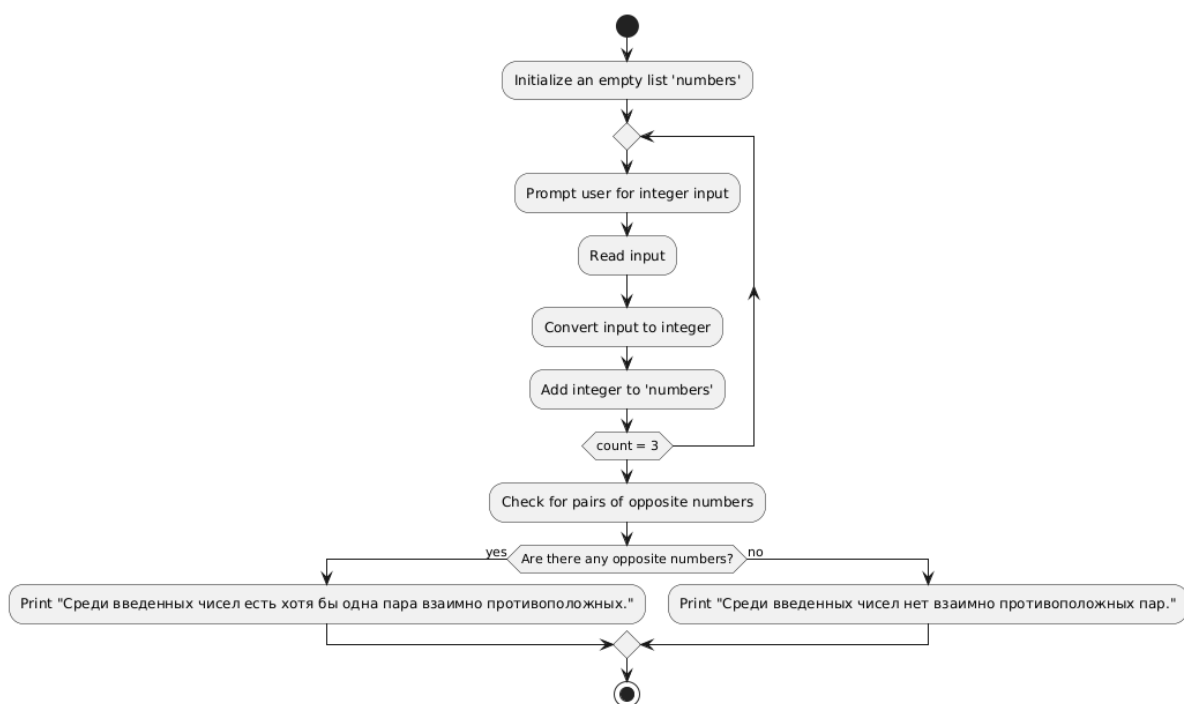 Initialize an empty list 'numbers'
Prompt user for integer input
Read input
Convert input to integer
Add integer to 'numbers'
count = 3
Check for pairs of opposite numbers
yes
Are there any opposite numbers?
no
Print "Среди введенных чисел есть хотя бы одна пара взаимно противоположных."
Print "Среди введенных чисел нет взаимно противоположных пар."